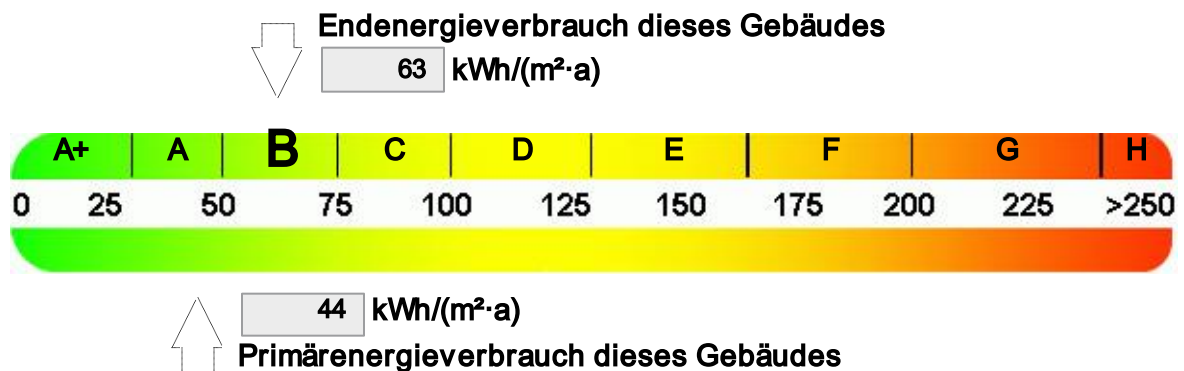 Endenergieverbrauch dieses Gebäudes
63 kWh/(m²·a)
A+ A B C D E F G H
0 25 50 75 100 125 150 175 200 225 >250
44 kWh/(m²·a)
Primärenergieverbrauch dieses Gebäudes